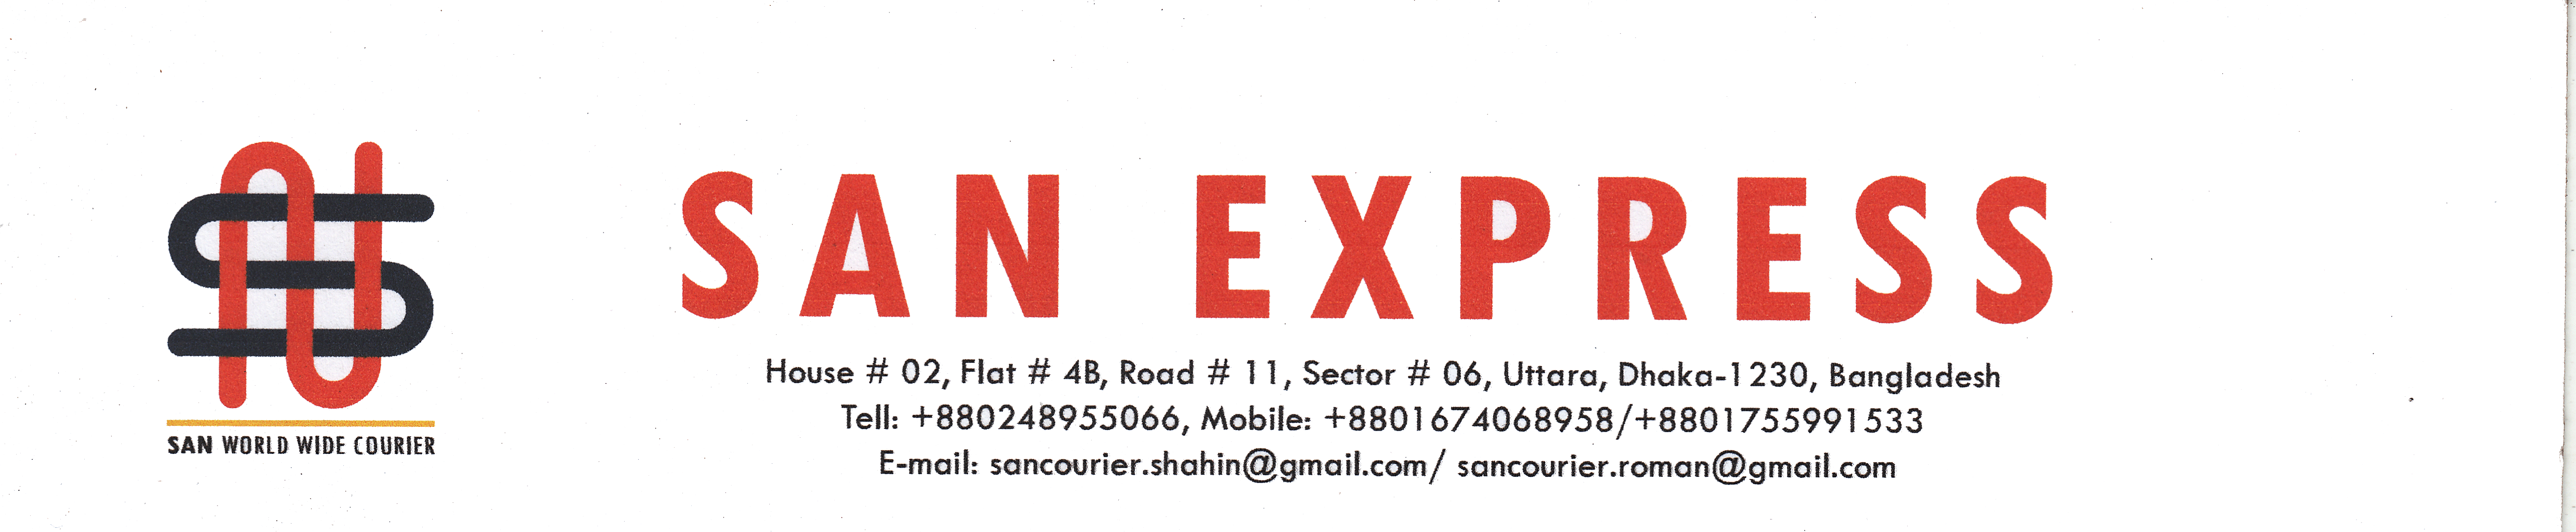 SAN EXPRESS
House # 02, Flat # 4B, Road # 11, Sector # 06, Uttara, Dhaka-1230, Bangladesh
Tell: +880248955066, Mobile: +8801674068958/+8801755991533
E-mail: sancourier.shahin@gmail.com/ sancourier.roman@gmail.com
SAN WORLD WIDE COURIER